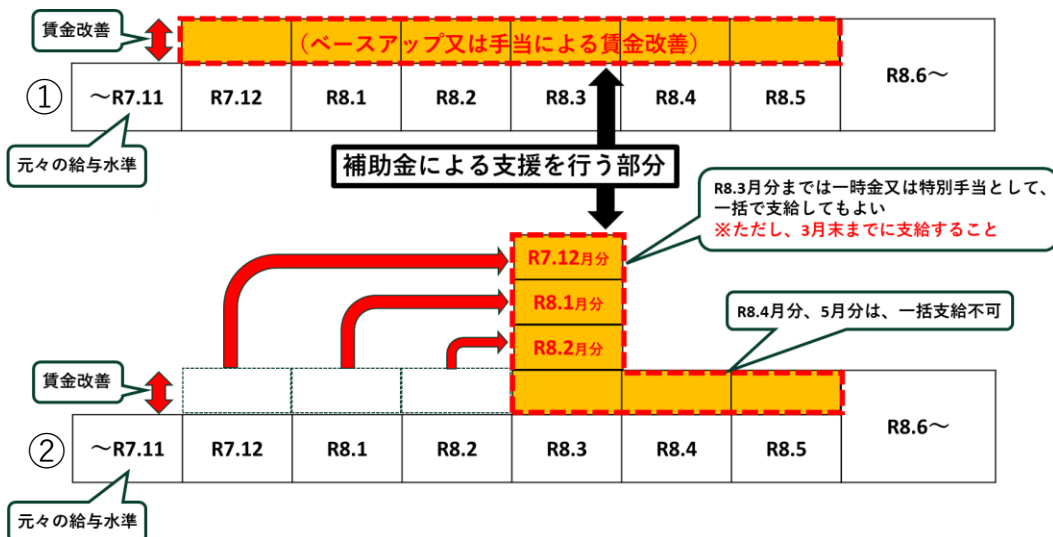 賃金改善
（ベースアップ又は手当による賃金改善）
①
～R7.11
R7.12
R8.1
R8.2
R8.3
R8.4
R8.5
R8.6～
元々の給与水準
補助金による支援を行う部分
R8.3月分までは一時金又は特別手当として、
一括で支給してもよい
※ただし、3月末までに支給すること
R7.12月分
R8.1月分
R8.2月分
R8.4月分、5月分は、一括支給不可
賃金改善
②
～R7.11
R7.12
R8.1
R8.2
R8.3
R8.4
R8.5
R8.6～
元々の給与水準